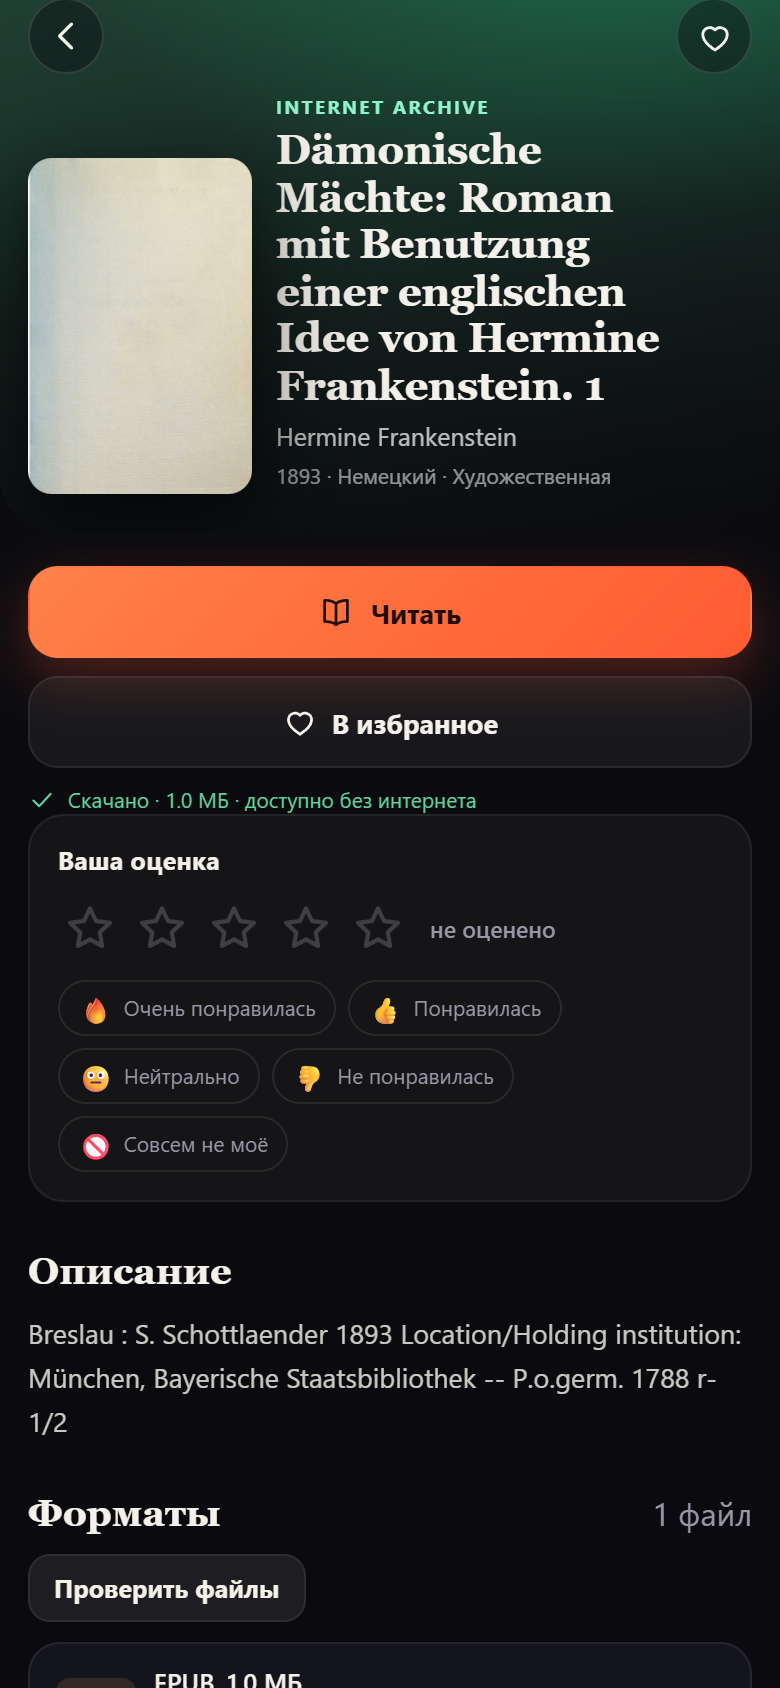 INTERNET ARCHIVE
Dämonische
Mächte: Roman
mit Benutzung
einer englischen
Idee von Hermine
Frankenstein. 1
Hermine Frankenstein
1893 · Немецкий · Художественная
Читать
В избранное
Скачано · 1.0 МБ · доступно без интернета
Ваша оценка
не оценено
Очень понравилась
Понравилась
Нейтрально
Не понравилась
Совсем не моё
Описание
Breslau : S. Schottlaender 1893 Location/Holding institution:
München, Bayerische Staatsbibliothek -- P.o.germ. 1788 r-
1/2
Форматы
1 файл
Проверить файлы
EPUB 1.0 МБ